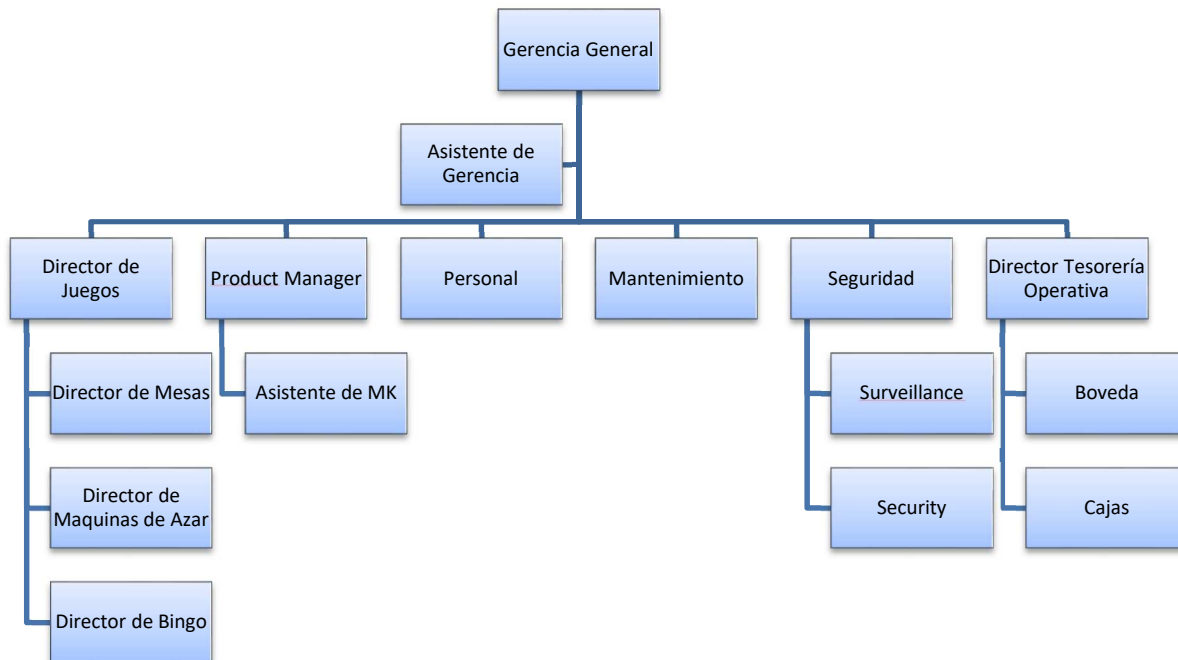 Gerencia General
Asistente de
Gerencia
Director de
Juegos
Product Manager
Personal
Mantenimiento
Seguridad
Director Tesorería
Operativa
Director de Mesas
Asistente de MK
Surveillance
Boveda
Director de
Maquinas de Azar
Security
Cajas
Director de Bingo